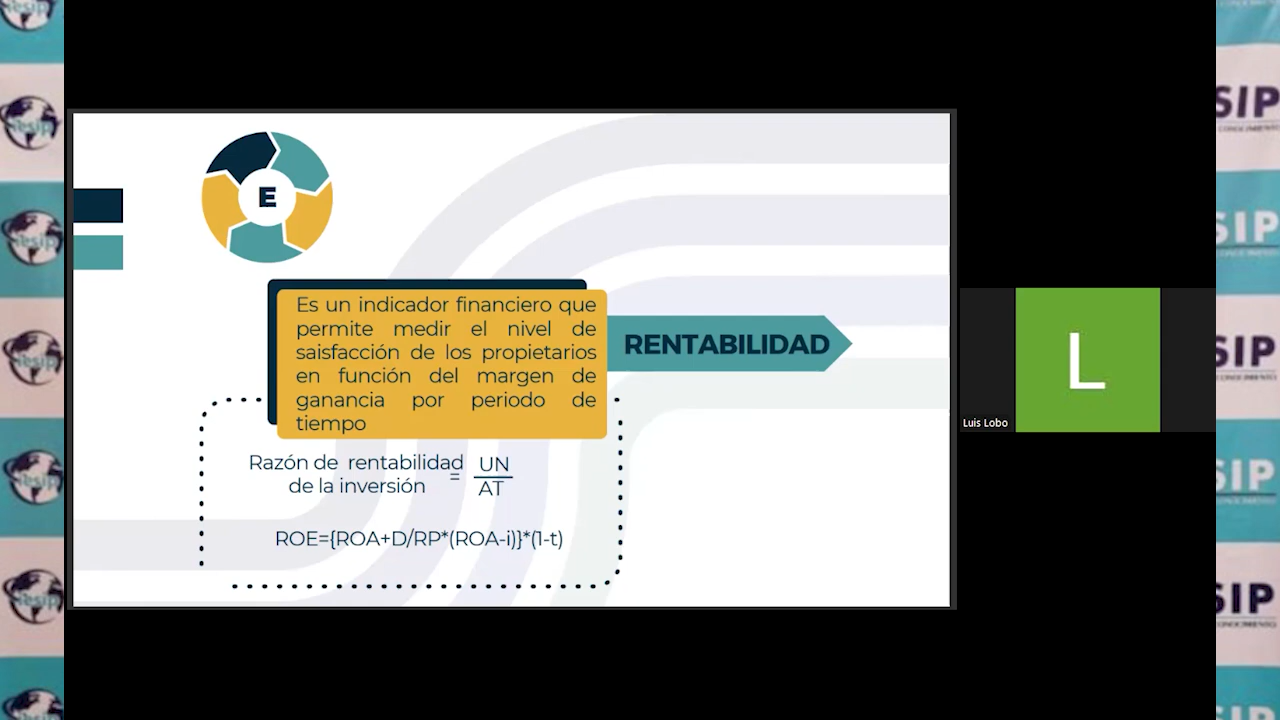 E
Es un indicador financiero que
permite medir el nivel de
saisfacción de los propietarios
en función del margen de
ganancia por periodo de
tiempo
RENTABILIDAD
Razón de rentabilidad
de la inversión
=
UN
AT
ROE={ROA+D/RP*(ROA-i)}*(1-t)
L
Luis Lobo
SIP
SIP
SIP
SIP
SIP